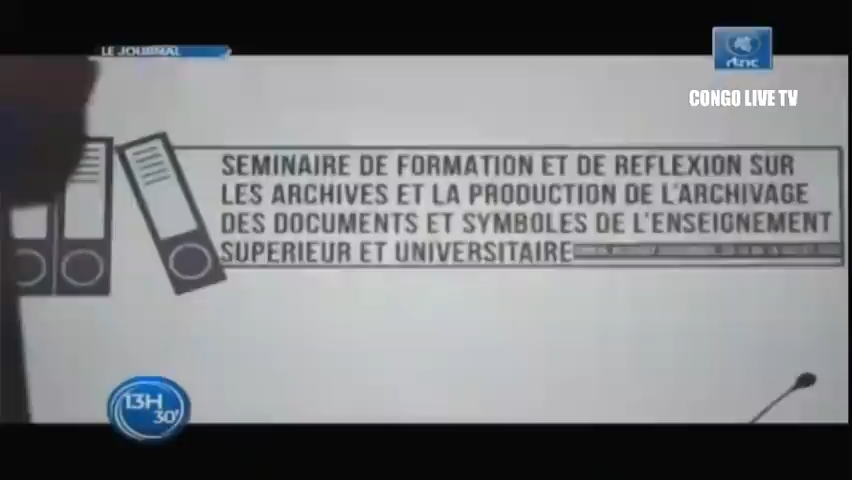 LE JOURNAL
rtnc
CONGO LIVE TV
SEMINAIRE DE FORMATION ET DE REFLEXION SUR
LES ARCHIVES ET LA PRODUCTION DE L'ARCHIVAGE
DES DOCUMENTS ET SYMBOLES DE L'ENSEIGNEMENT
SUPERIEUR ET UNIVERSITAIRE
13H
30'